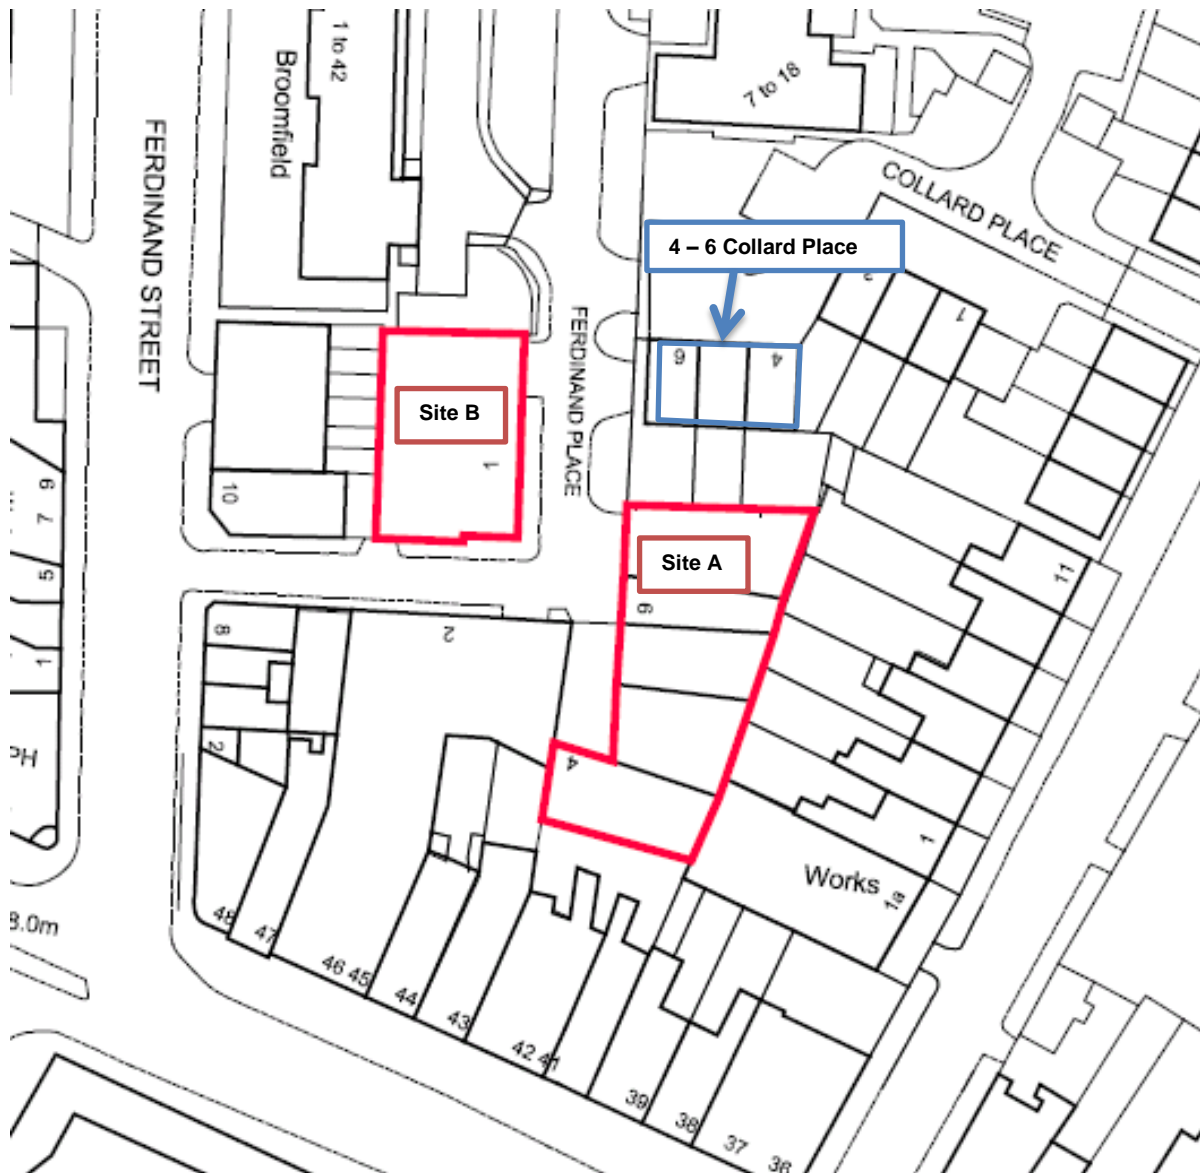 1 to 42
Broomfield
7 to 18
FERDINAND STREET
COLLARD PLACE
4 – 6 Collard Place
2
1
FERDINAND PLACE
6
4
Site B
1
10
9
7
5
1
PH
Site A
6
11
8
2
2
4
1
Works
1a
48
47
46 45
44
43
42 41
39
38
37
36
8.0m